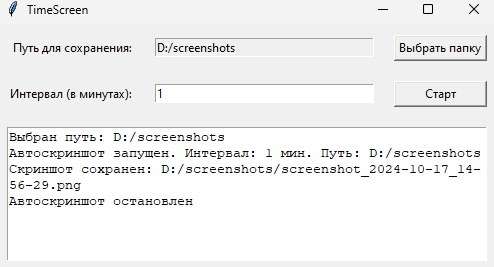 TimeScreen
Путь для сохранения: D:/screenshots Выбрать папку
Интервал (в минутах): 1 Старт
Выбран путь: D:/screenshots
Автоскриншот запущен. Интервал: 1 мин. Путь: D:/screenshots
Скриншот сохранен: D:/screenshots/screenshot_2024-10-17_14-
56-29.png
Автоскриншот остановлен